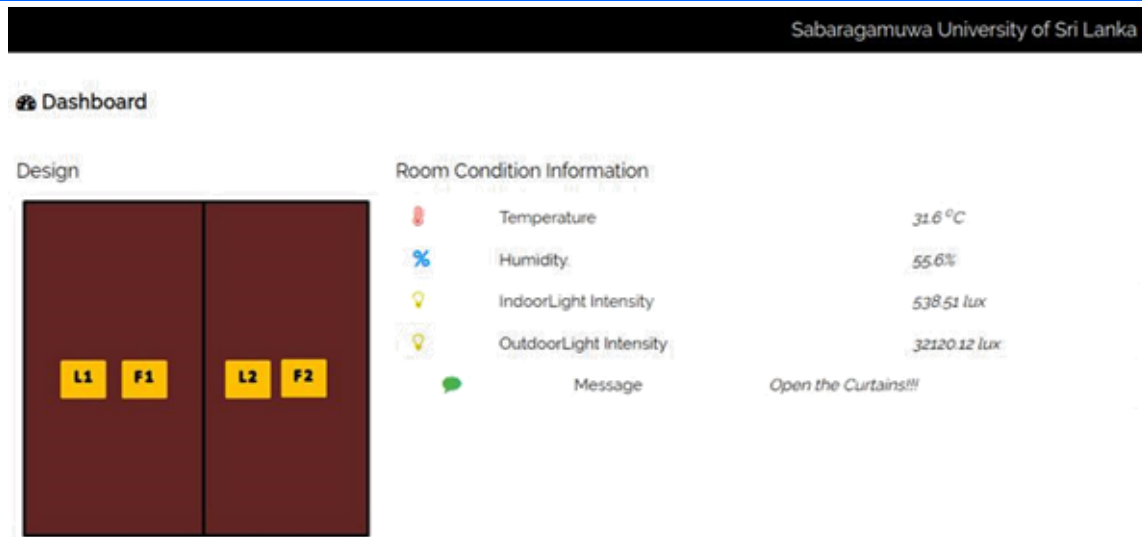 Sabaragamuwa University of Sri Lanka
Dashboard
Design
L1 F1 L2 F2
Room Condition Information
Temperature 31.6 °C
Humidity. 55.6%
IndoorLight Intensity 538.51 lux
OutdoorLight Intensity 32120.12 lux
Message Open the Curtains!!!